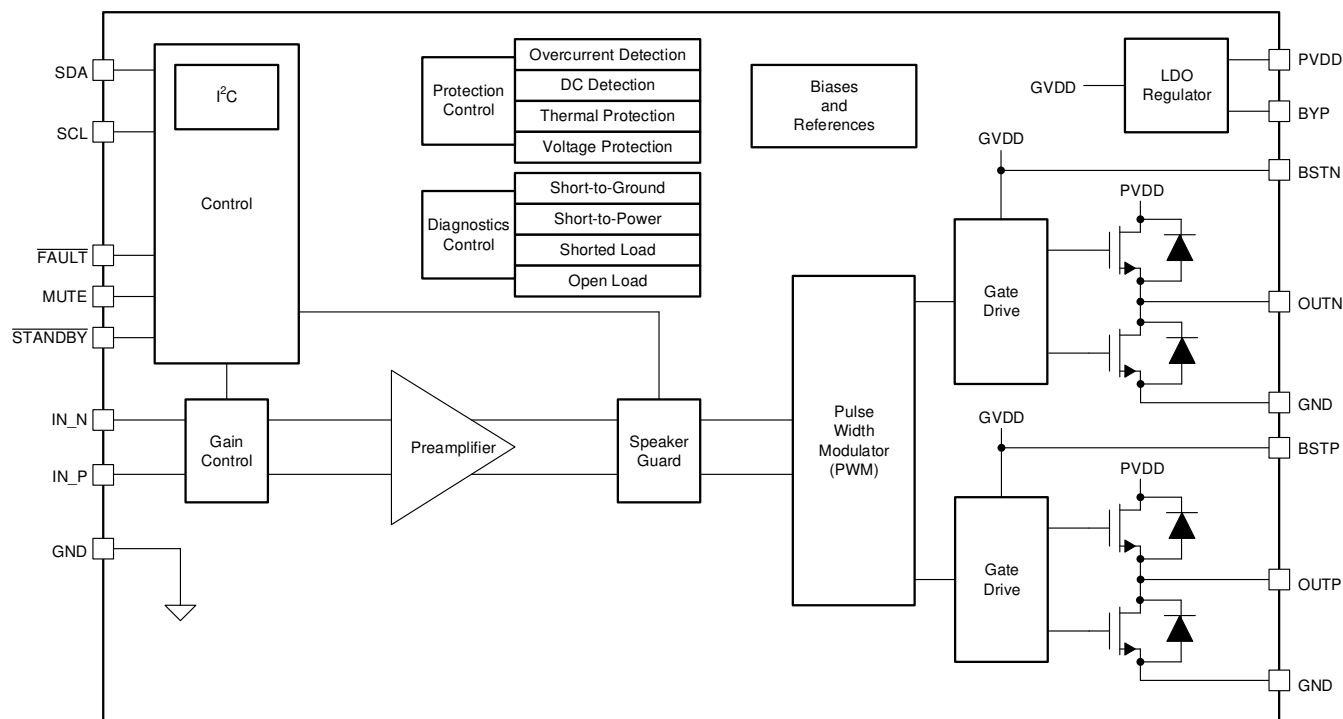 SDA
SCL
FAULT
MUTE
STANDBY
IN_N
IN_P
GND
I²C
Control
Gain
Control
Preamplifier
Protection
Control
Overcurrent Detection
DC Detection
Thermal Protection
Voltage Protection
Diagnostics
Control
Short-to-Ground
Short-to-Power
Shorted Load
Open Load
Speaker
Guard
Biases
and
References
Pulse
Width
Modulator
(PWM)
GVDD
LDO
Regulator
PVDD
BYP
GVDD
BSTN
PVDD
Gate
Drive
OUTN
GND
GVDD
BSTP
PVDD
Gate
Drive
OUTP
GND